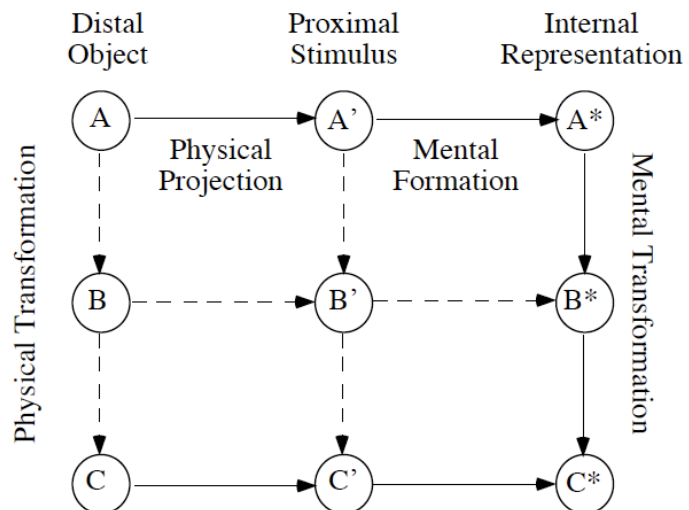 Distal Object
Proximal Stimulus
Internal Representation
A
A’
A*
Physical Projection
Mental Formation
Physical Transformation
Mental Transformation
B
B’
B*
C
C’
C*